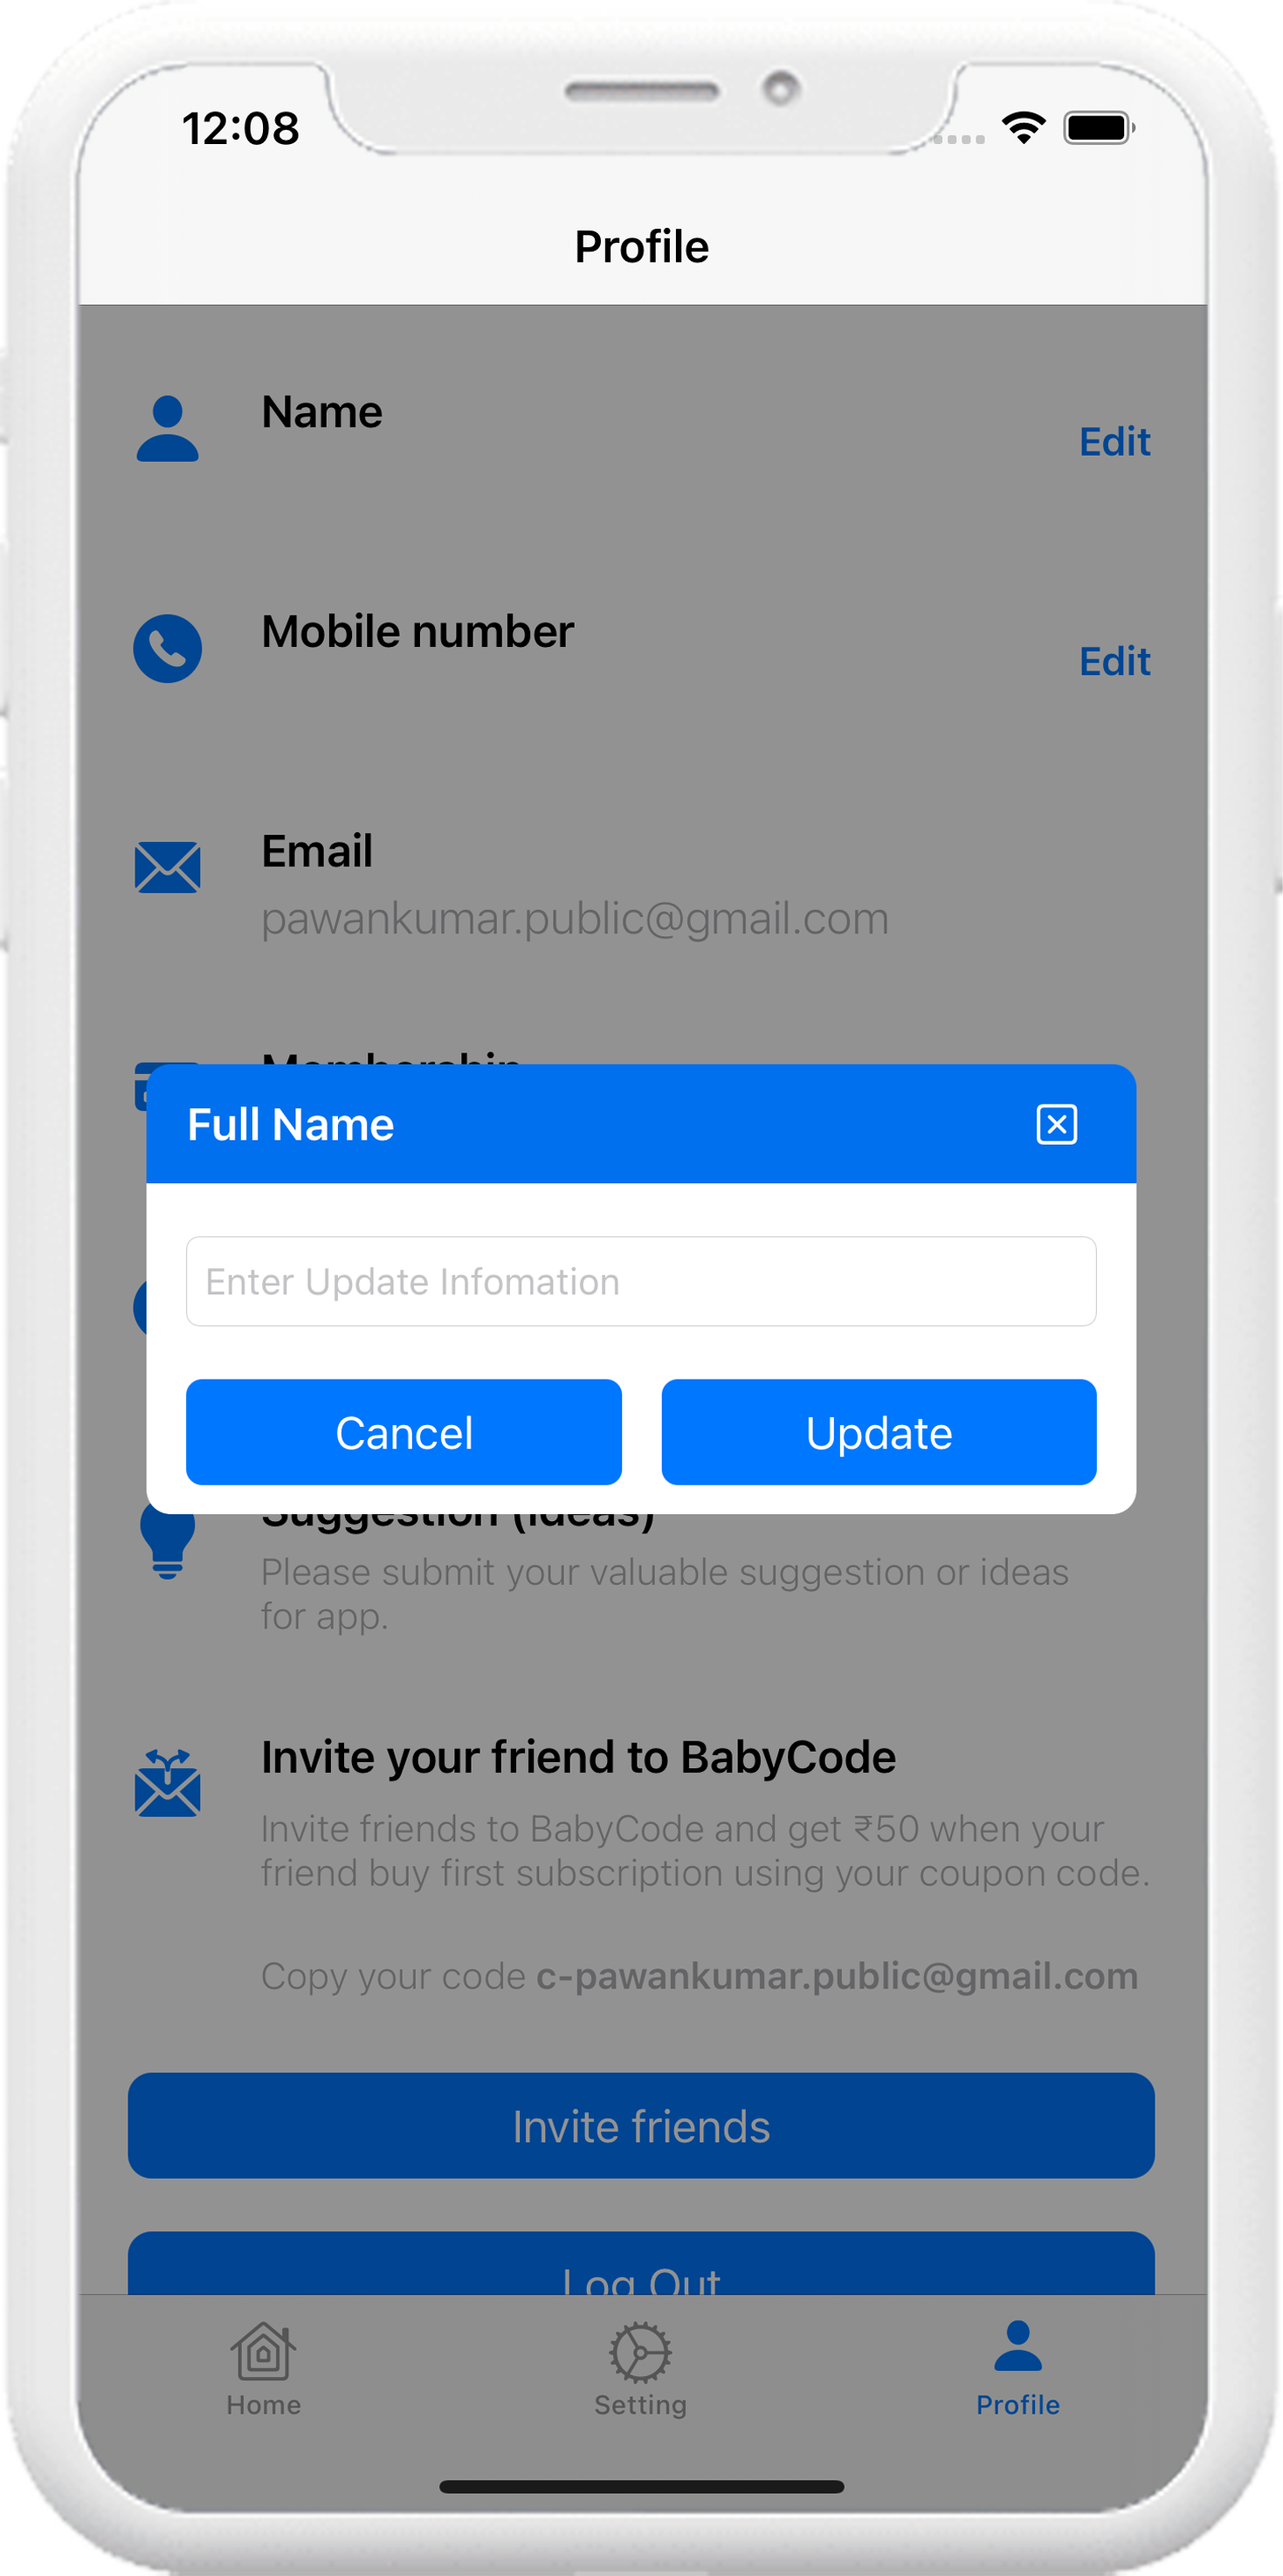 12:08
Profile
Name
Edit
Mobile number
Edit
Email
pawankumar.public@gmail.com
Membership
Full Name
Enter Update Infomation
Cancel
Update
Suggestion (ideas)
Please submit your valuable suggestion or ideas
for app.
Invite your friend to BabyCode
Invite friends to BabyCode and get ₹50 when your
friend buy first subscription using your coupon code.
Copy your code c-pawankumar.public@gmail.com
Invite friends
Log Out
Home
Setting
Profile